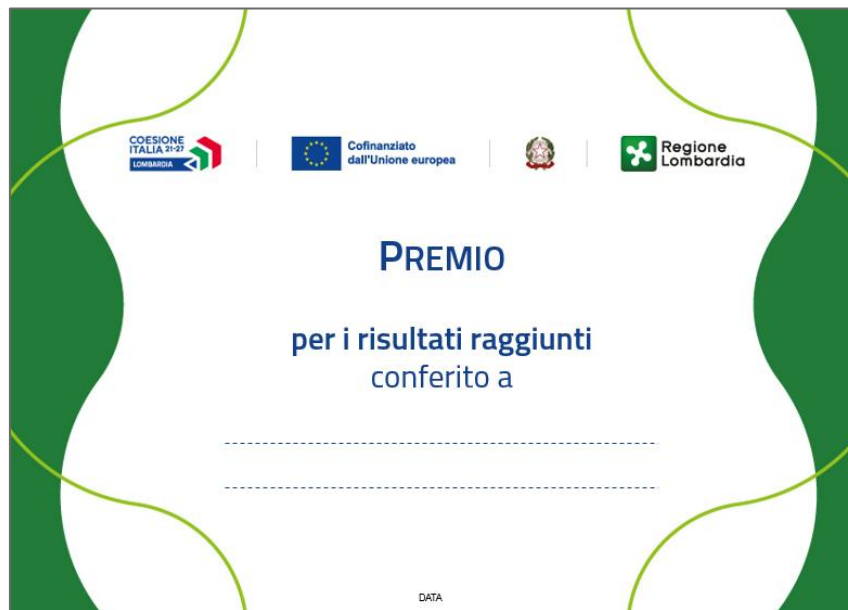 COESIONE
ITALIA 21-27
LOMBARDIA
Cofinanziato
dall'Unione europea
Regione
Lombardia
PREMIO
per i risultati raggiunti
conferito a
DATA